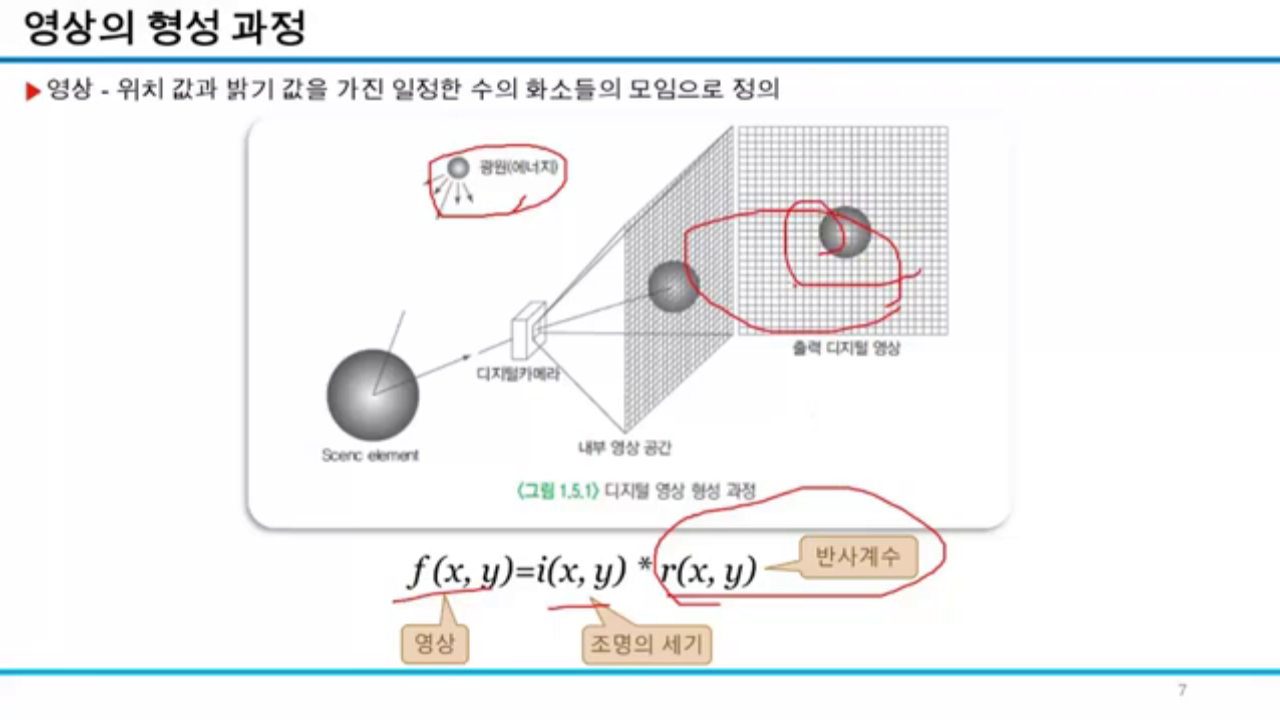 영상의 형성 과정
영상 - 위치 값과 밝기 값을 가진 일정한 수의 화소들의 모임으로 정의
광원(에너지)
출력 디지털 영상
디지털카메라
내부 영상 공간
Scenc element
<그림 1.5.1> 디지털 영상 형성 과정
f(x, y)=i(x, y) * r(x, y)
반사계수
영상
조명의 세기
7